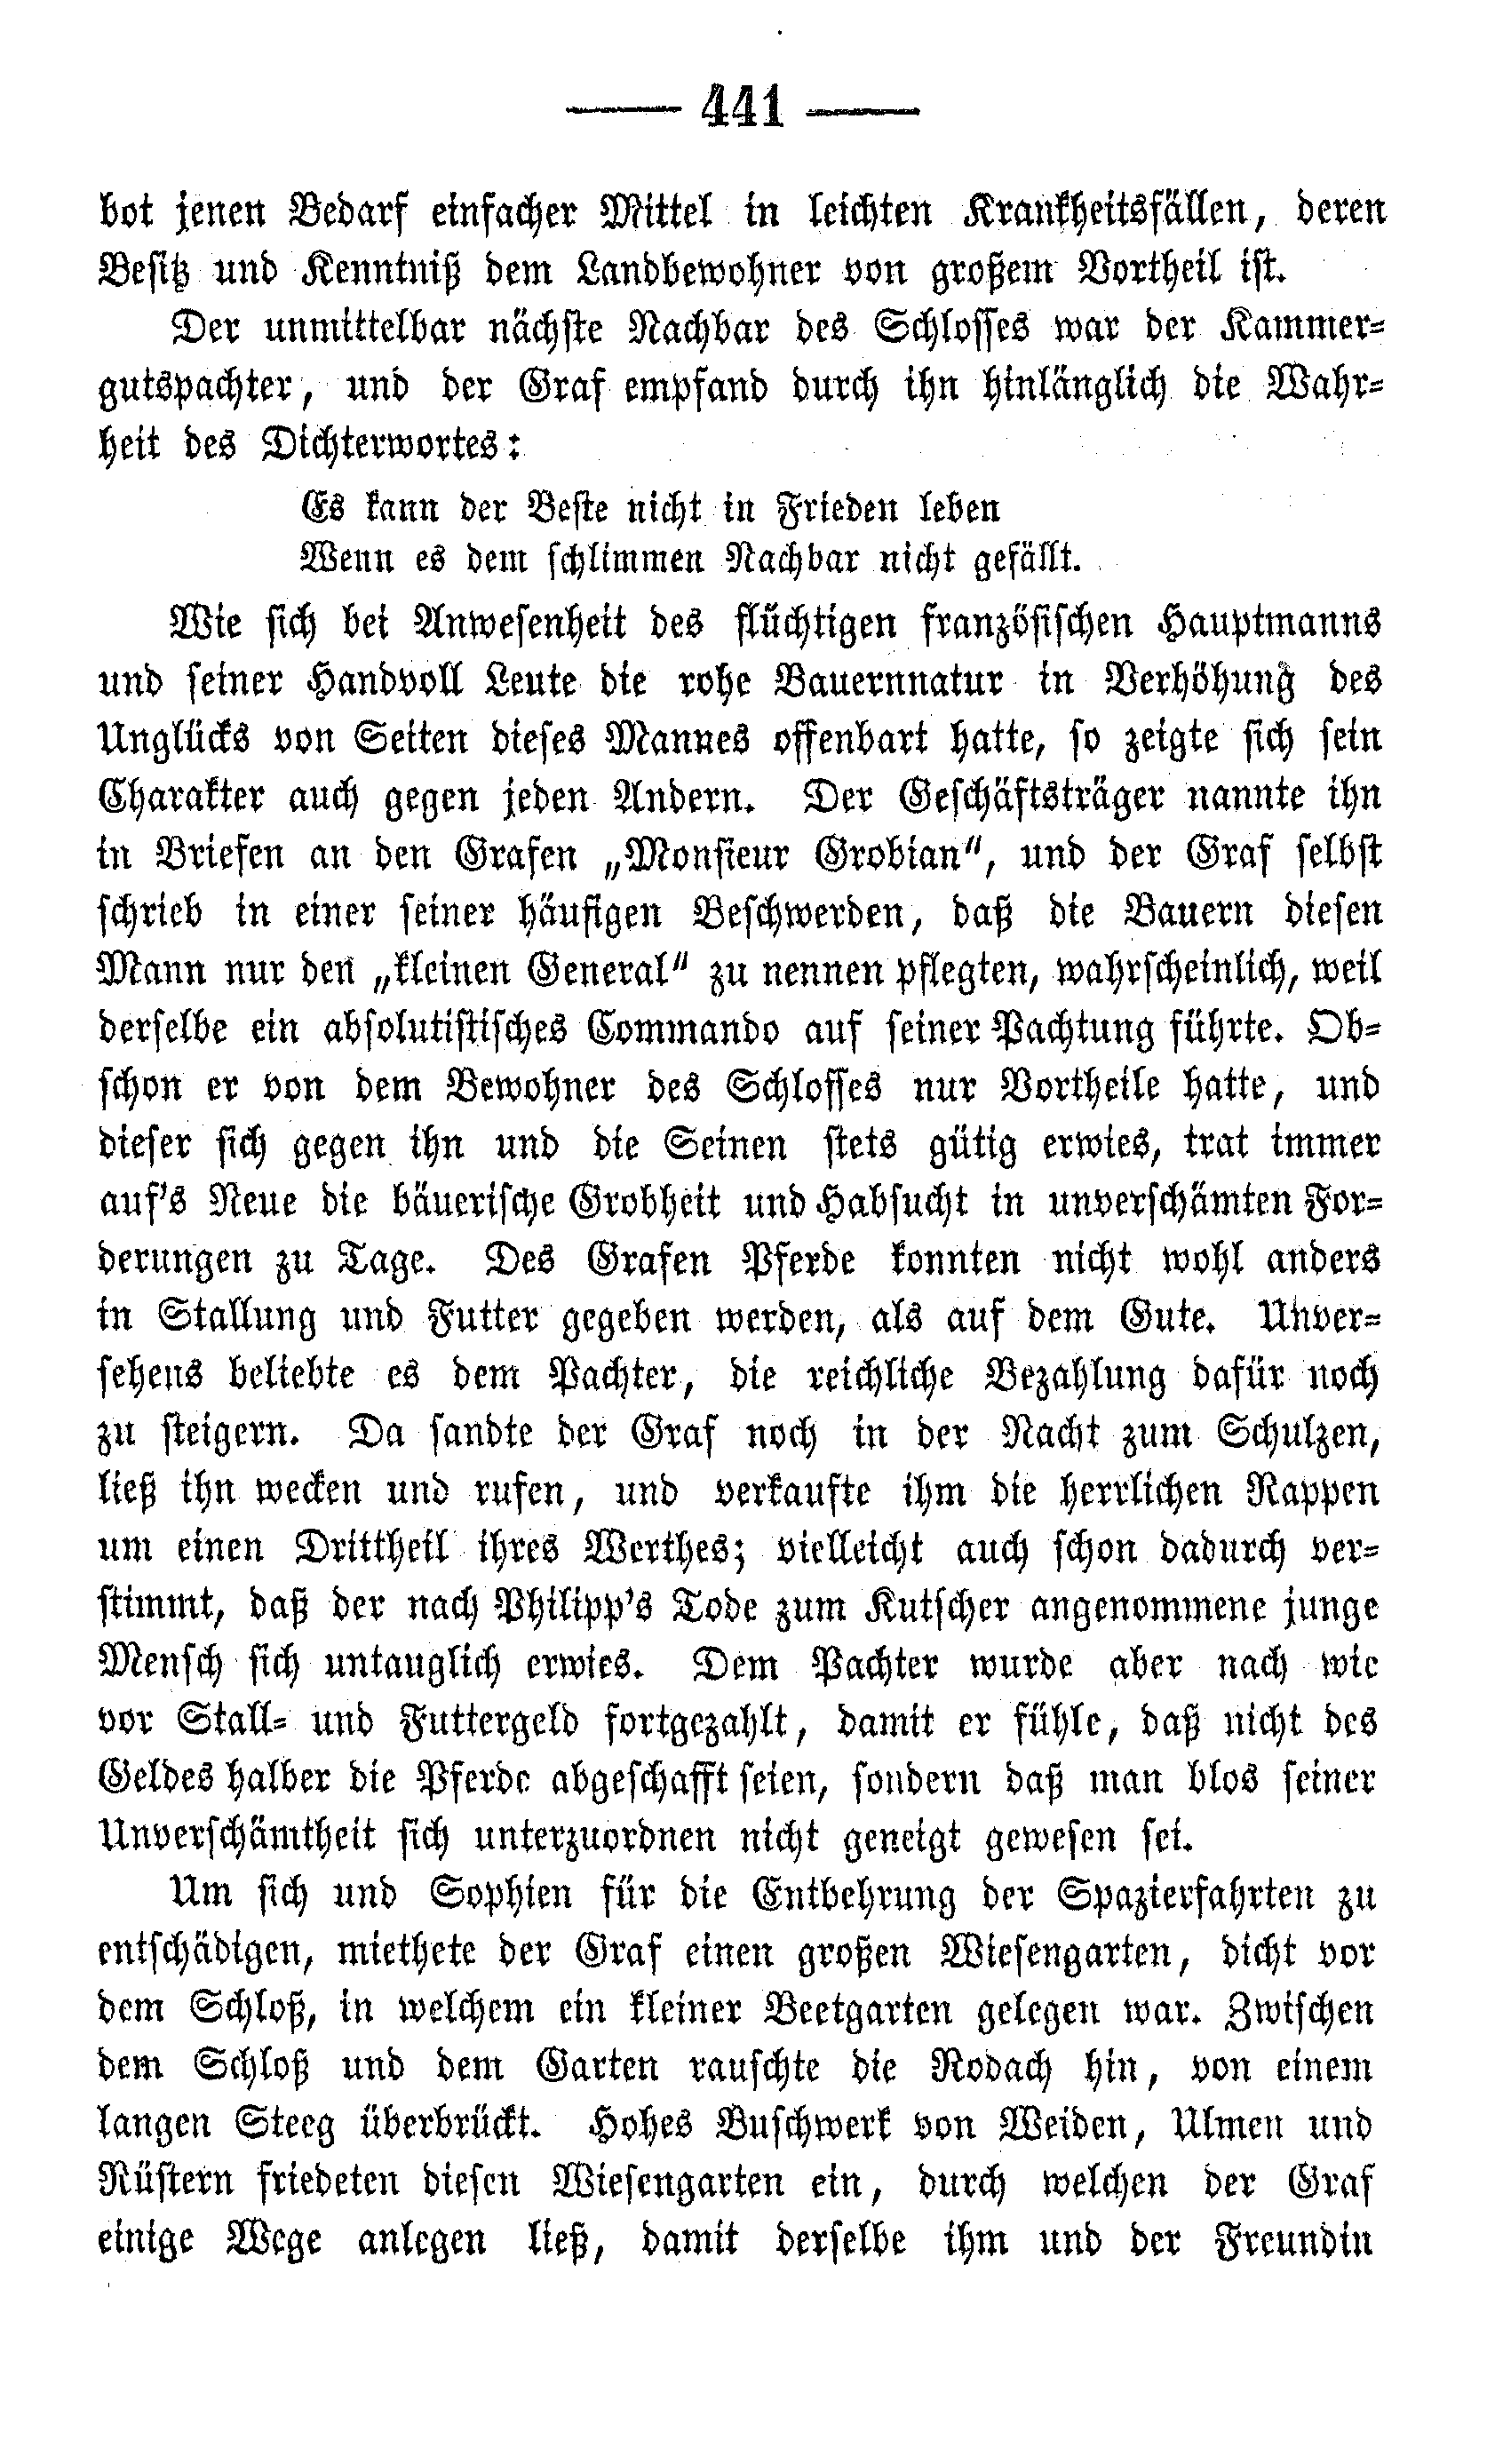 — 441 —
bot jenen Bedarf einfacher Mittel in leichten Krankheitsfällen, deren
Besitz und Kenntniß dem Landbewohner von großem Vortheil ist.
Der unmittelbar nächste Nachbar des Schlosses war der Kammer-
gutspachter, und der Graf empfand durch ihn hinlänglich die Wahr-
heit des Dichterwortes:
Es kann der Beste nicht in Frieden leben
Wenn es dem schlimmen Nachbar nicht gefällt.
Wie sich bei Anwesenheit des flüchtigen französischen Hauptmanns
und seiner Handvoll Leute die rohe Bauernnatur in Verhöhung des
Unglücks von Seiten dieses Mannes offenbart hatte, so zeigte sich sein
Charakter auch gegen jeden Andern. Der Geschäftsträger nannte ihn
in Briefen an den Grafen „Monsieur Grobian“, und der Graf selbst
schrieb in einer seiner häufigen Beschwerden, daß die Bauern diesen
Mann nur den „kleinen General“ zu nennen pflegten, wahrscheinlich, weil
derselbe ein absolutistisches Commando auf seiner Pachtung führte. Ob-
schon er von dem Bewohner des Schlosses nur Vortheile hatte, und
dieser sich gegen ihn und die Seinen stets gütig erwies, trat immer
auf's Neue die bäuerische Grobheit und Habsucht in unverschämten For-
derungen zu Tage. Des Grafen Pferde konnten nicht wohl anders
in Stallung und Futter gegeben werden, als auf dem Gute. Unver-
sehens beliebte es dem Pachter, die reichliche Bezahlung dafür noch
zu steigern. Da sandte der Graf noch in der Nacht zum Schulzen,
ließ ihn wecken und rufen, und verkaufte ihm die herrlichen Rappen
um einen Drittheil ihres Werthes; vielleicht auch schon dadurch ver-
stimmt, daß der nach Philipp's Tode zum Kutscher angenommene junge
Mensch sich untauglich erwies. Dem Pachter wurde aber nach wie
vor Stall- und Futtergeld fortgezahlt, damit er fühle, daß nicht des
Geldes halber die Pferde abgeschafft seien, sondern daß man blos seiner
Unverschämtheit sich unterzuordnen nicht geneigt gewesen sei.
Um sich und Sophien für die Entbehrung der Spazierfahrten zu
entschädigen, miethete der Graf einen großen Wiesengarten, dicht vor
dem Schloß, in welchem ein kleiner Beetgarten gelegen war. Zwischen
dem Schloß und dem Garten rauschte die Rodach hin, von einem
langen Steeg überbrückt. Hohes Buschwerk von Weiden, Ulmen und
Rüstern friedeten diesen Wiesengarten ein, durch welchen der Graf
einige Wege anlegen ließ, damit derselbe ihm und der Freundin